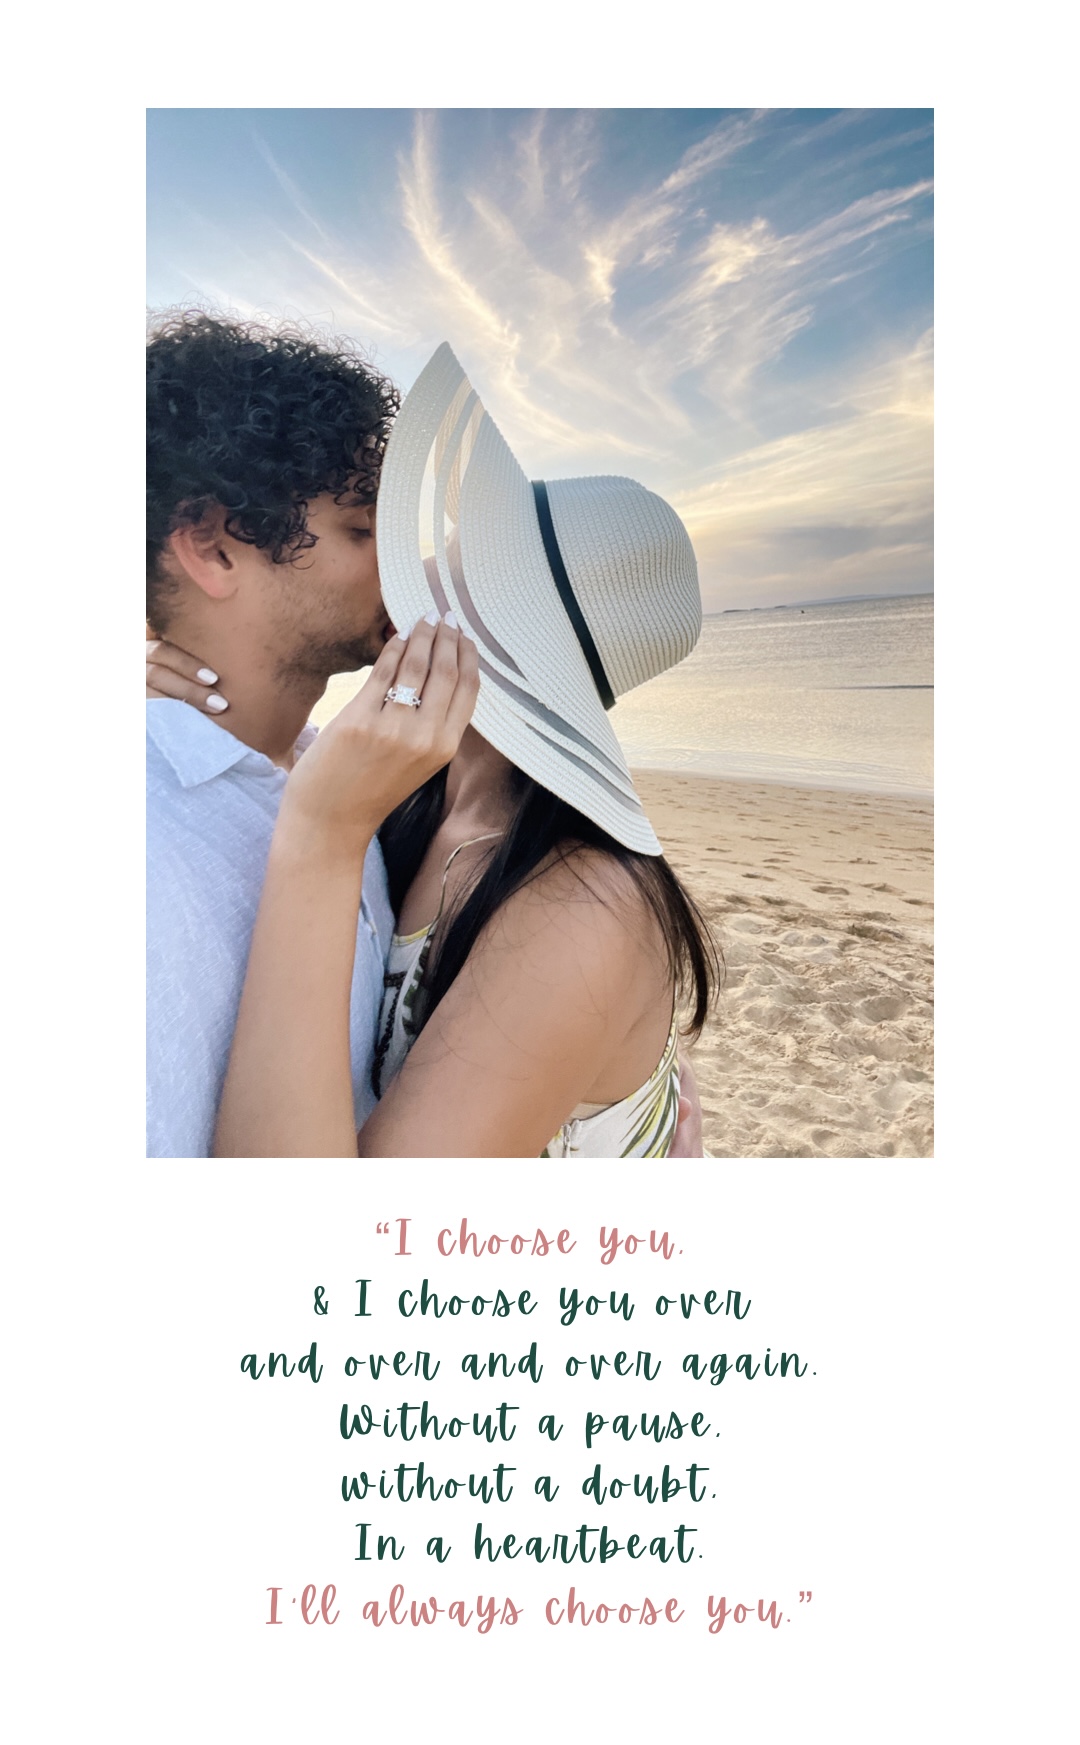 “I choose you.
& I choose you over
and over and over again.
Without a pause,
without a doubt,
In a heartbeat.
I'll always choose you.”